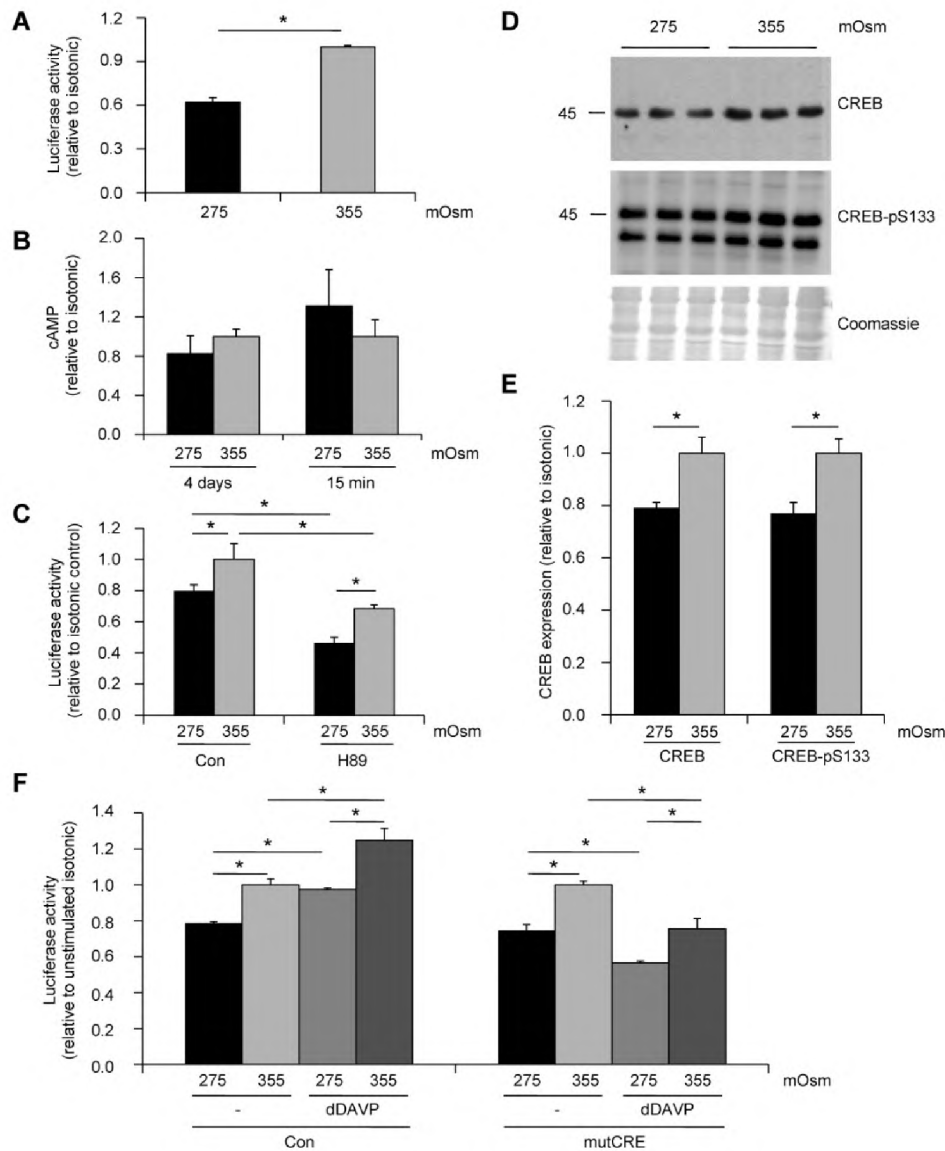 A
Luciferase activity
(relative to isotonic)
1.2
0.9
0.6
0.3
0.0
*
275 355 mOsm
B
cAMP
(relative to isotonic)
2.0
1.6
1.2
0.8
0.4
0.0
275 355 275 355 mOsm
4 days 15 min
C
Luciferase activity
(relative to isotonic control)
1.2
1.0
0.8
0.6
0.4
0.2
0.0
*
*
*
*
275 355 275 355 mOsm
Con H89
D
275 355 mOsm
45
CREB
45
CREB-pS133
Coomassie
E
CREB expression (relative to isotonic)
1.2
1.0
0.8
0.6
0.4
0.2
0.0
* *
275 355 275 355 mOsm
CREB CREB-pS133
F
Luciferase activity
(relative to unstimulated isotonic)
1.4
1.2
1.0
0.8
0.6
0.4
0.2
0.0
* *
* *
* *
* *
275 355 275 355 275 355 275 355 mOsm
- dDAVP - dDAVP
Con mutCRE